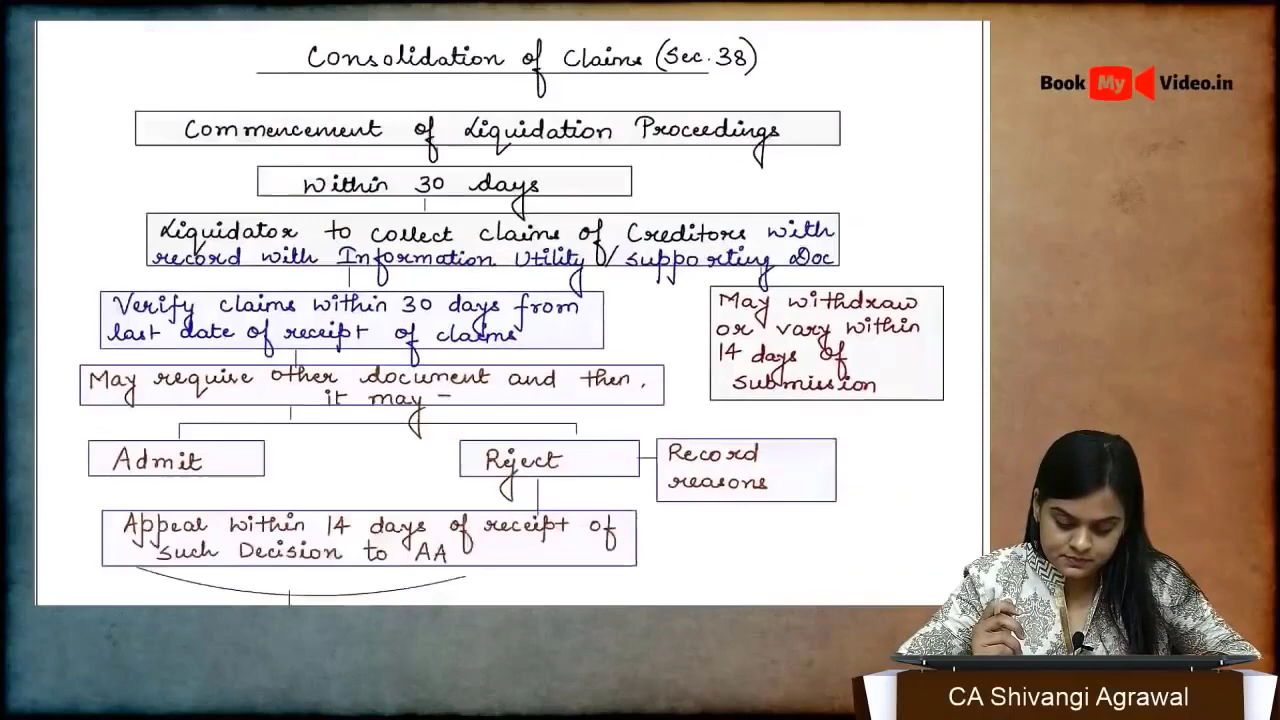 Consolidation of Claims (Sec. 38)
Book My Video.in
Commencement of Liquidation Proceedings
Within 30 days
Liquidator to collect claims of Creditors with
record with Information Utility / supporting Doc
Verify claims within 30 days from
last date of receipt of claims
May withdraw
or vary within
14 days of
submission
May require other document and then,
it may -
Admit
Reject
Record
reasons
Appeal within 14 days of receipt of
such Decision to AA
CA Shivangi Agrawal